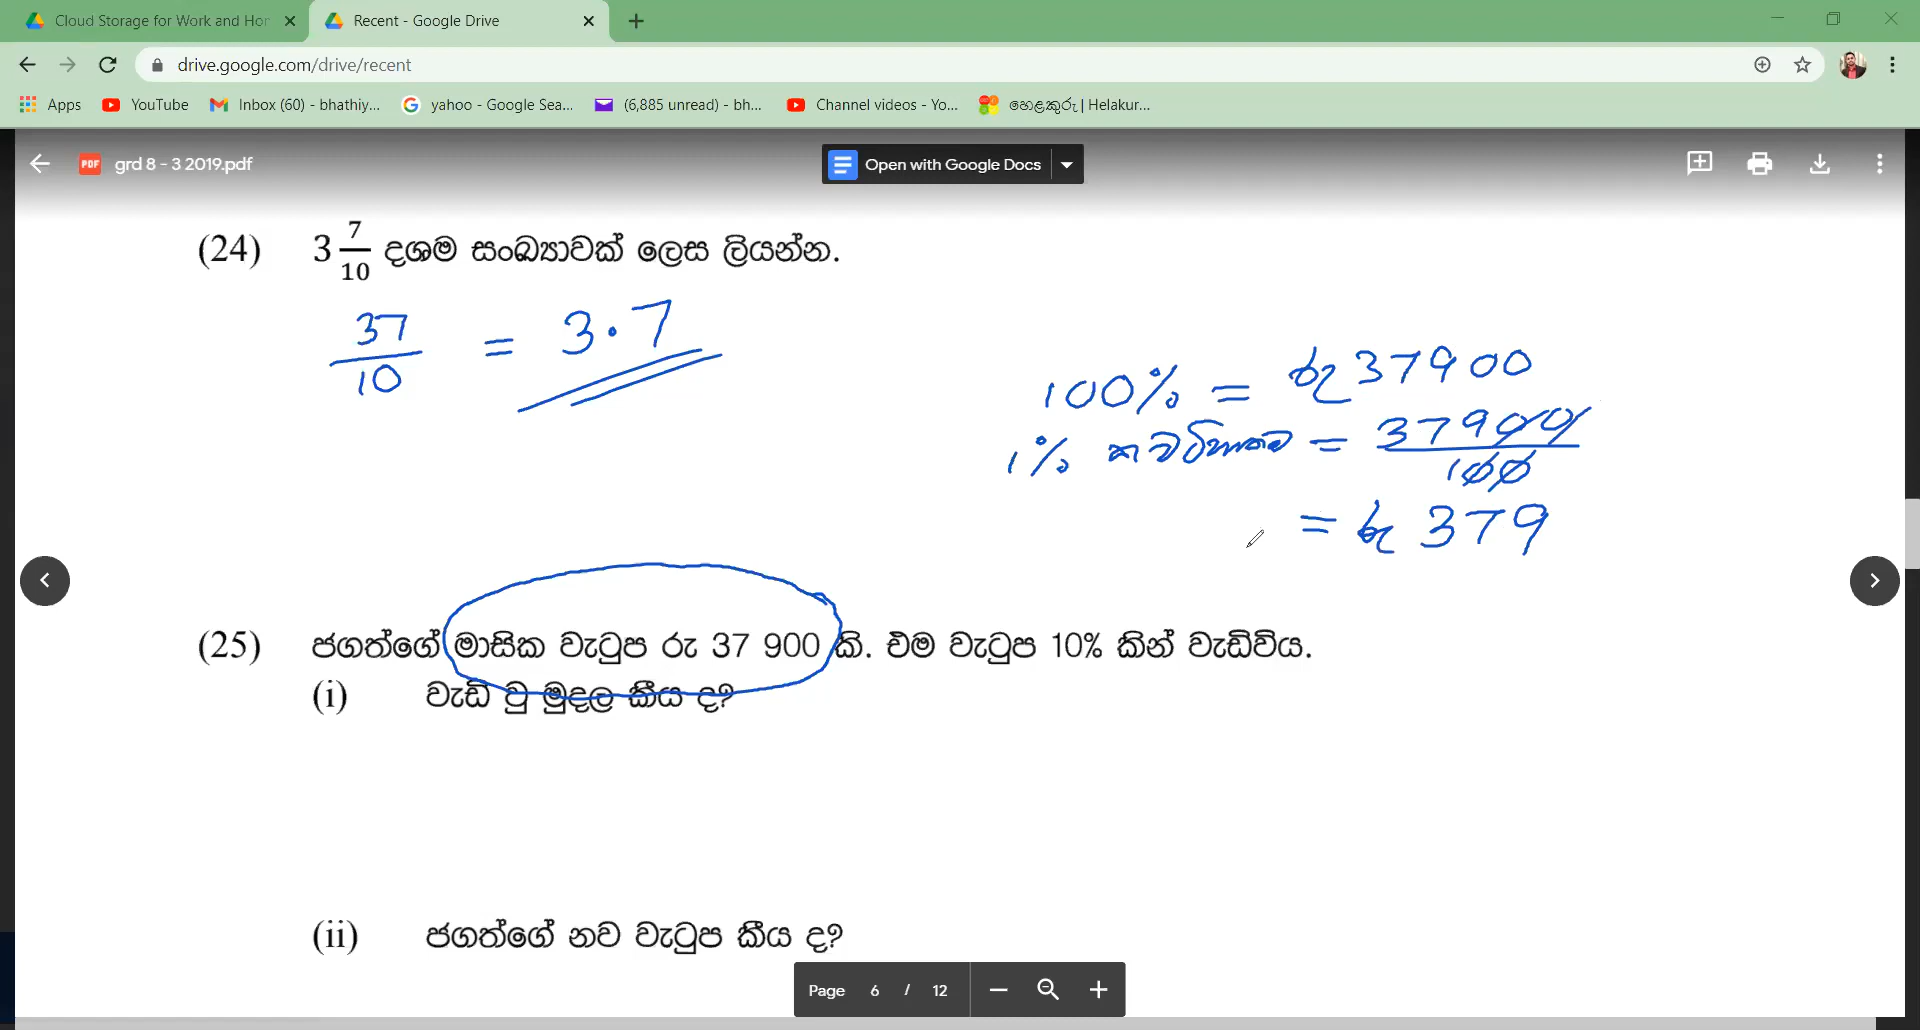 Cloud Storage for Work and Hor
Recent - Google Drive
drive.google.com/drive/recent
Apps YouTube Inbox (60) - bhathiy... yahoo - Google Sea... (6,885 unread) - bh... Channel videos - Yo... හෙළකුරු | Helakur...
PDF grd 8 - 3 2019.pdf Open with Google Docs
(24) 3 7/10 දශම සංඛ්‍යාවක් ලෙස ලියන්න.
37/10 = 3.7
100% = රු 37900
1% = 37900/100
= රු 379
(25) ජගත්ගේ මාසික වැටුප රු 37 900 කි. එම වැටුප 10% කින් වැඩිවිය.
(i) වැඩි වු මුදල කීය ද?
(ii) ජගත්ගේ නව වැටුප කීය ද?
Page 6 / 12